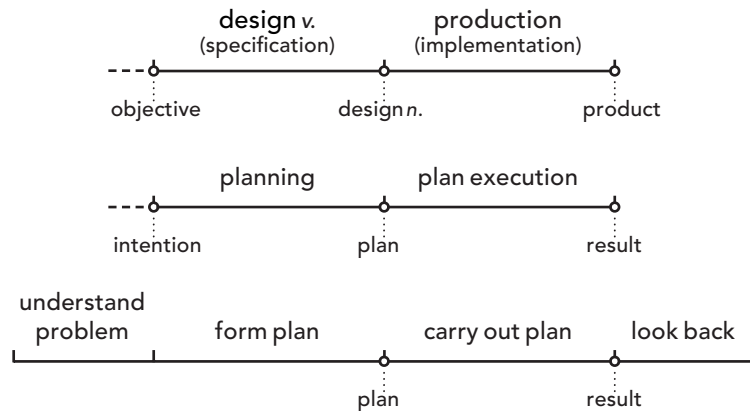 design v. production
(specification) (implementation)
objective design n. product
planning plan execution
intention plan result
understand
problem form plan carry out plan look back
plan result